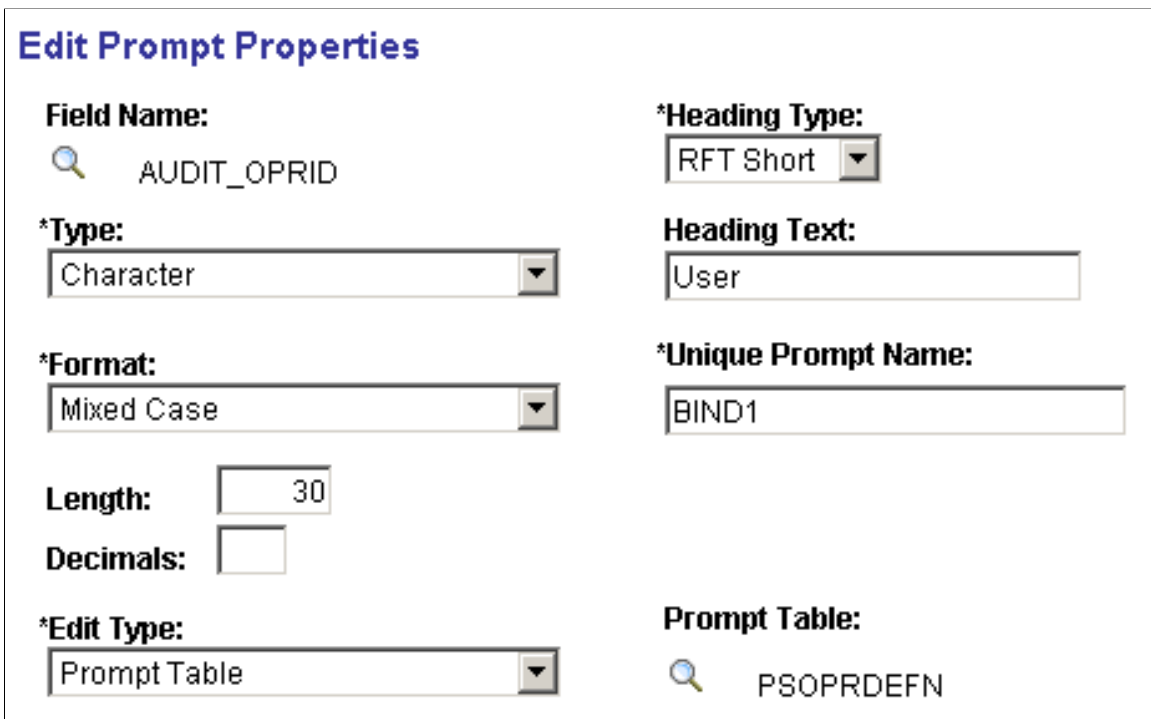 Edit Prompt Properties
Field Name:
*Heading Type:
AUDIT_OPRID
RFT Short
*Type:
Heading Text:
Character
User
*Format:
*Unique Prompt Name:
Mixed Case
BIND1
Length: 30
Decimals:
*Edit Type:
Prompt Table:
Prompt Table
PSOPRDEFN